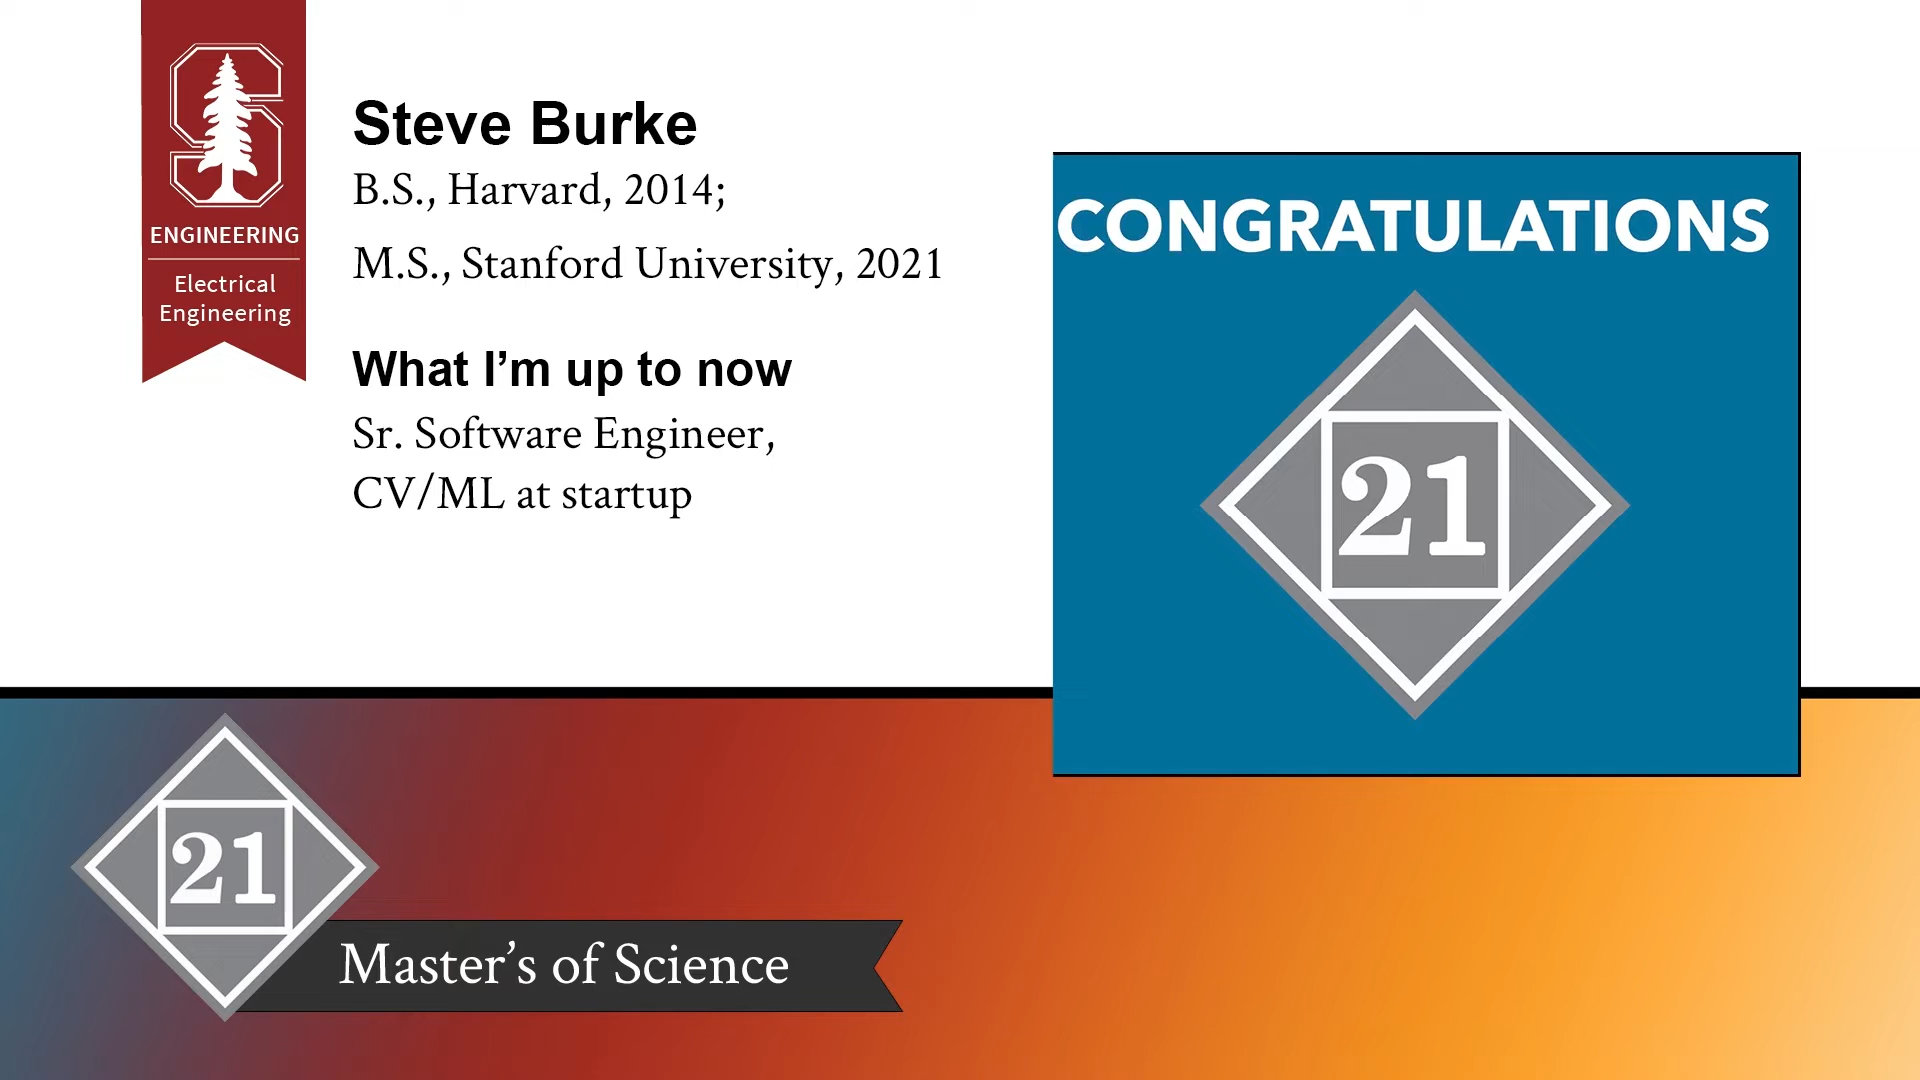 ENGINEERING
Electrical
Engineering
Steve Burke
B.S., Harvard, 2014;
M.S., Stanford University, 2021
What I’m up to now
Sr. Software Engineer,
CV/ML at startup
CONGRATULATIONS
21
21
Master’s of Science